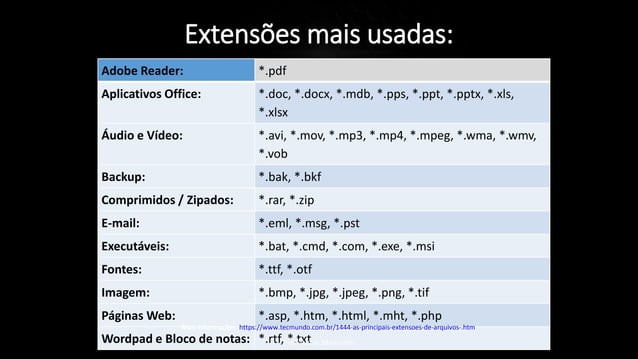 Extensões mais usadas:
Adobe Reader: *.pdf
Aplicativos Office: *.doc, *.docx, *.mdb, *.pps, *.ppt, *.pptx, *.xls,
*.xlsx
Áudio e Vídeo: *.avi, *.mov, *.mp3, *.mp4, *.mpeg, *.wma, *.wmv,
*.vob
Backup: *.bak, *.bkf
Comprimidos / Zipados: *.rar, *.zip
E-mail: *.eml, *.msg, *.pst
Executáveis: *.bat, *.cmd, *.com, *.exe, *.msi
Fontes: *.ttf, *.otf
Imagem: *.bmp, *.jpg, *.jpeg, *.png, *.tif
Páginas Web: *.asp, *.htm, *.html, *.mht, *.php
https://www.tecmundo.com.br/1444-as-principais-extensoes-de-arquivos-.htm
Wordpad e Bloco de notas: *.rtf, *.txt